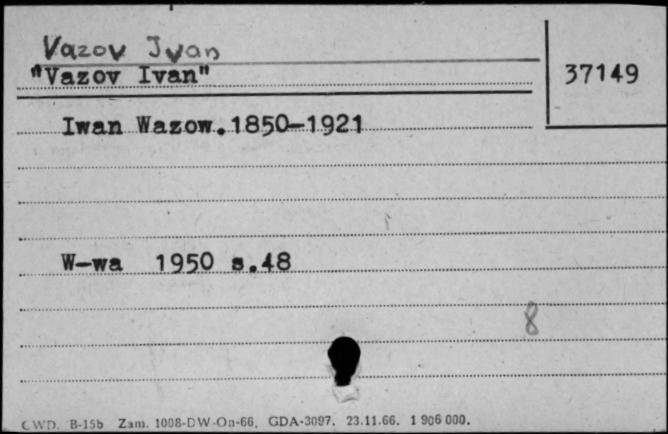 Vazov Ivan
"Vazov Ivan"
37149
Iwan Wazow.1850-1921
W-wa 1950 s.48
8
CWD. B-15b Zam. 1008-DW-On-66, GDA-3097. 23.11.66. 1 906 000.